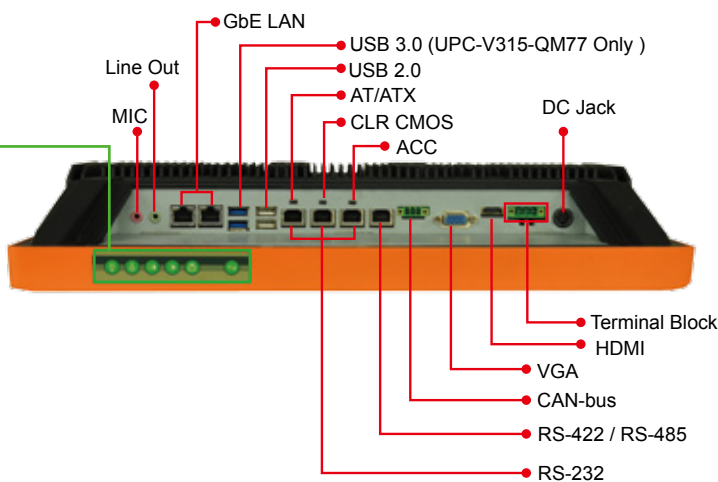 GbE LAN
USB 3.0 (UPC-V315-QM77 Only )
Line Out
USB 2.0
AT/ATX
MIC
CLR CMOS
DC Jack
ACC
Terminal Block
HDMI
VGA
CAN-bus
RS-422 / RS-485
RS-232